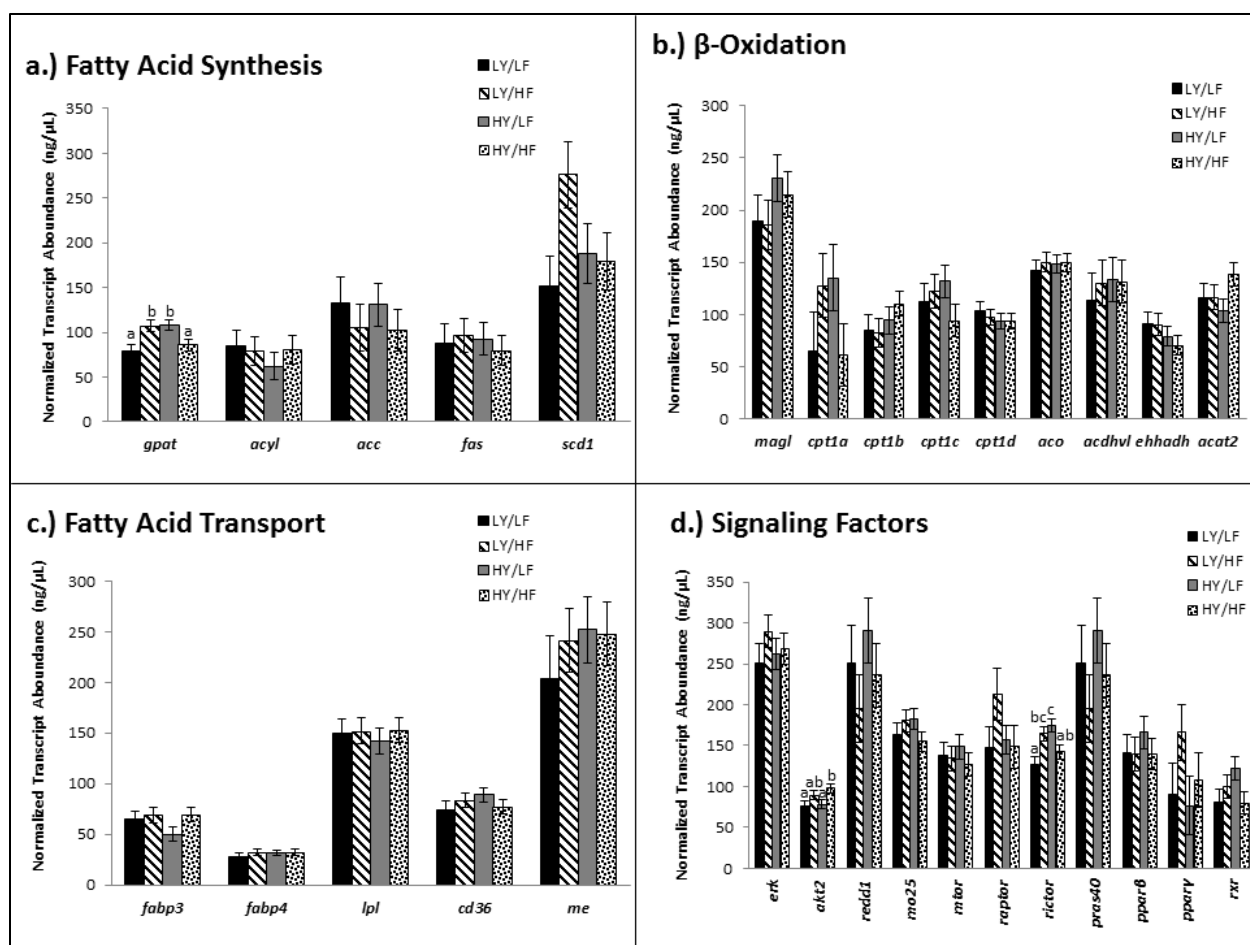 a.) Fatty Acid Synthesis
LY/LF
LY/HF
HY/LF
HY/HF
Normalized Transcript Aboundance (ng/µL)
350
300
250
200
150
100
50
0
a
b
b
a
gpat acyl acc fas scd1
b.) β-Oxidation
LY/LF
LY/HF
HY/LF
HY/HF
Normalized Transcript Aboundance (ng/µL)
300
250
200
150
100
50
0
magl cpt1a cpt1b cpt1c cpt1d aco acdhvl ehhadh acat2
c.) Fatty Acid Transport
LY/LF
LY/HF
HY/LF
HY/HF
Normalized Transcript Aboundance (ng/µL)
300
250
200
150
100
50
0
fabp3 fabp4 lpl cd36 me
d.) Signaling Factors
LY/LF
LY/HF
HY/LF
HY/HF
Normalized Transcript Aboundance (ng/µL)
350
300
250
200
150
100
50
0
a
ab
a
b
a
bc
c
ab
erk akt2 redd1 mo25 mtor raptor rictor pras40 pparß pparγ rxr